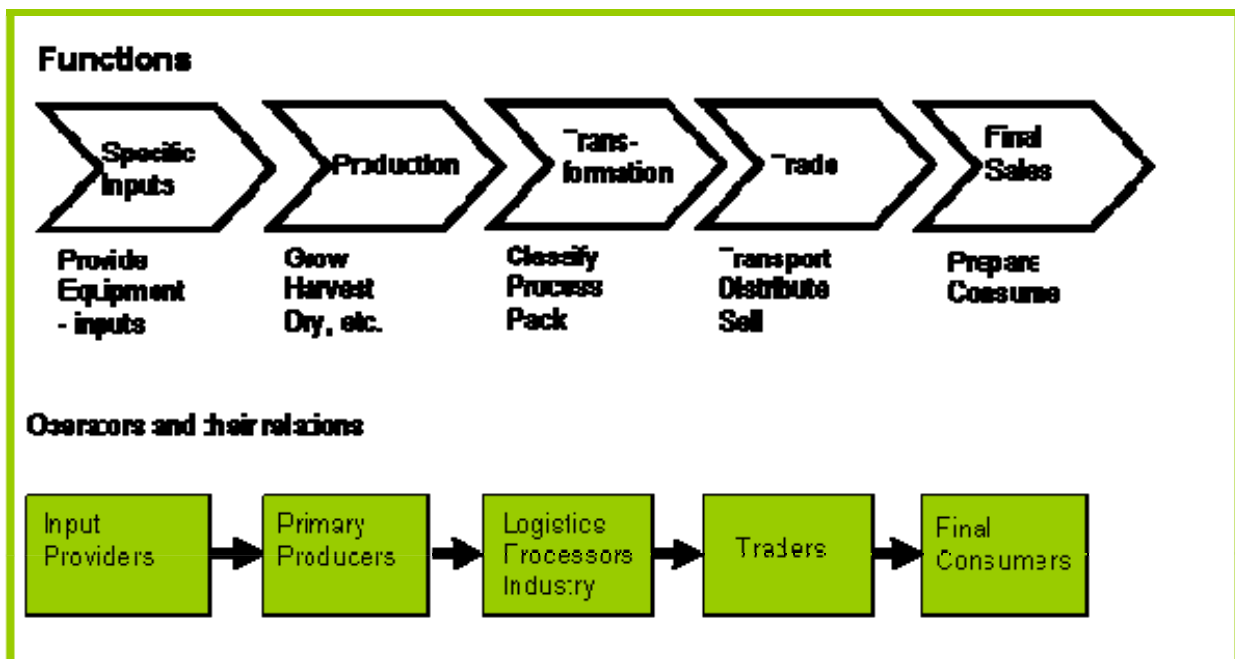 Functions
Specific
Inputs
Production
Trans-
formation
Trade
Final
Sales
Provide
Equipment
- inputs
Grow
Harvest
Dry, etc.
Classify
Process
Pack
Transport
Distribute
Sell
Prepare
Consume
Operators and their relations
Input
Providers
Primary
Producers
Logistics
Processors
Industry
Traders
Final
Consumers